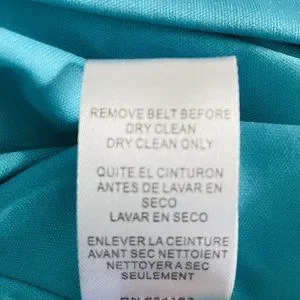 REMOVE BELT BEFORE
DRY CLEAN
DRY CLEAN ONLY
QUITE EL CINTURON
ANTES DE LAVAR EN
SECO
LAVAR EN SECO
ENLEVER LA CEINTURE
AVANT SEC NETTOIENT
NETTOYER A SEC
SEULEMENT